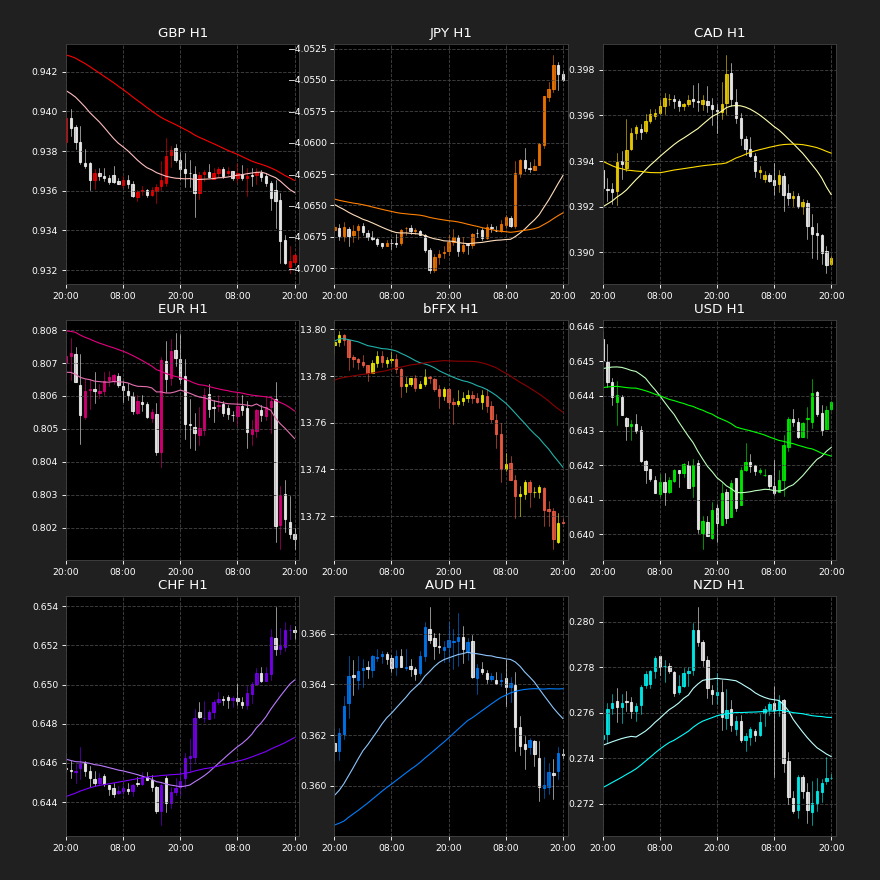 GBP H1
0.942
0.940
0.938
0.936
0.934
0.932
20:00 08:00 20:00 08:00 20:00
JPY H1
−4.0525
−4.0550
−4.0575
−4.0600
−4.0625
−4.0650
−4.0675
−4.0700
20:00 08:00 20:00 08:00 20:00
CAD H1
0.398
0.396
0.394
0.392
0.390
20:00 08:00 20:00 08:00 20:00
EUR H1
0.808
0.807
0.806
0.805
0.804
0.803
0.802
20:00 08:00 20:00 08:00 20:00
bFFX H1
13.80
13.78
13.76
13.74
13.72
20:00 08:00 20:00 08:00 20:00
USD H1
0.646
0.645
0.644
0.643
0.642
0.641
0.640
20:00 08:00 20:00 08:00 20:00
CHF H1
0.654
0.652
0.650
0.648
0.646
0.644
20:00 08:00 20:00 08:00 20:00
AUD H1
0.366
0.364
0.362
0.360
20:00 08:00 20:00 08:00 20:00
NZD H1
0.280
0.278
0.276
0.274
0.272
20:00 08:00 20:00 08:00 20:00